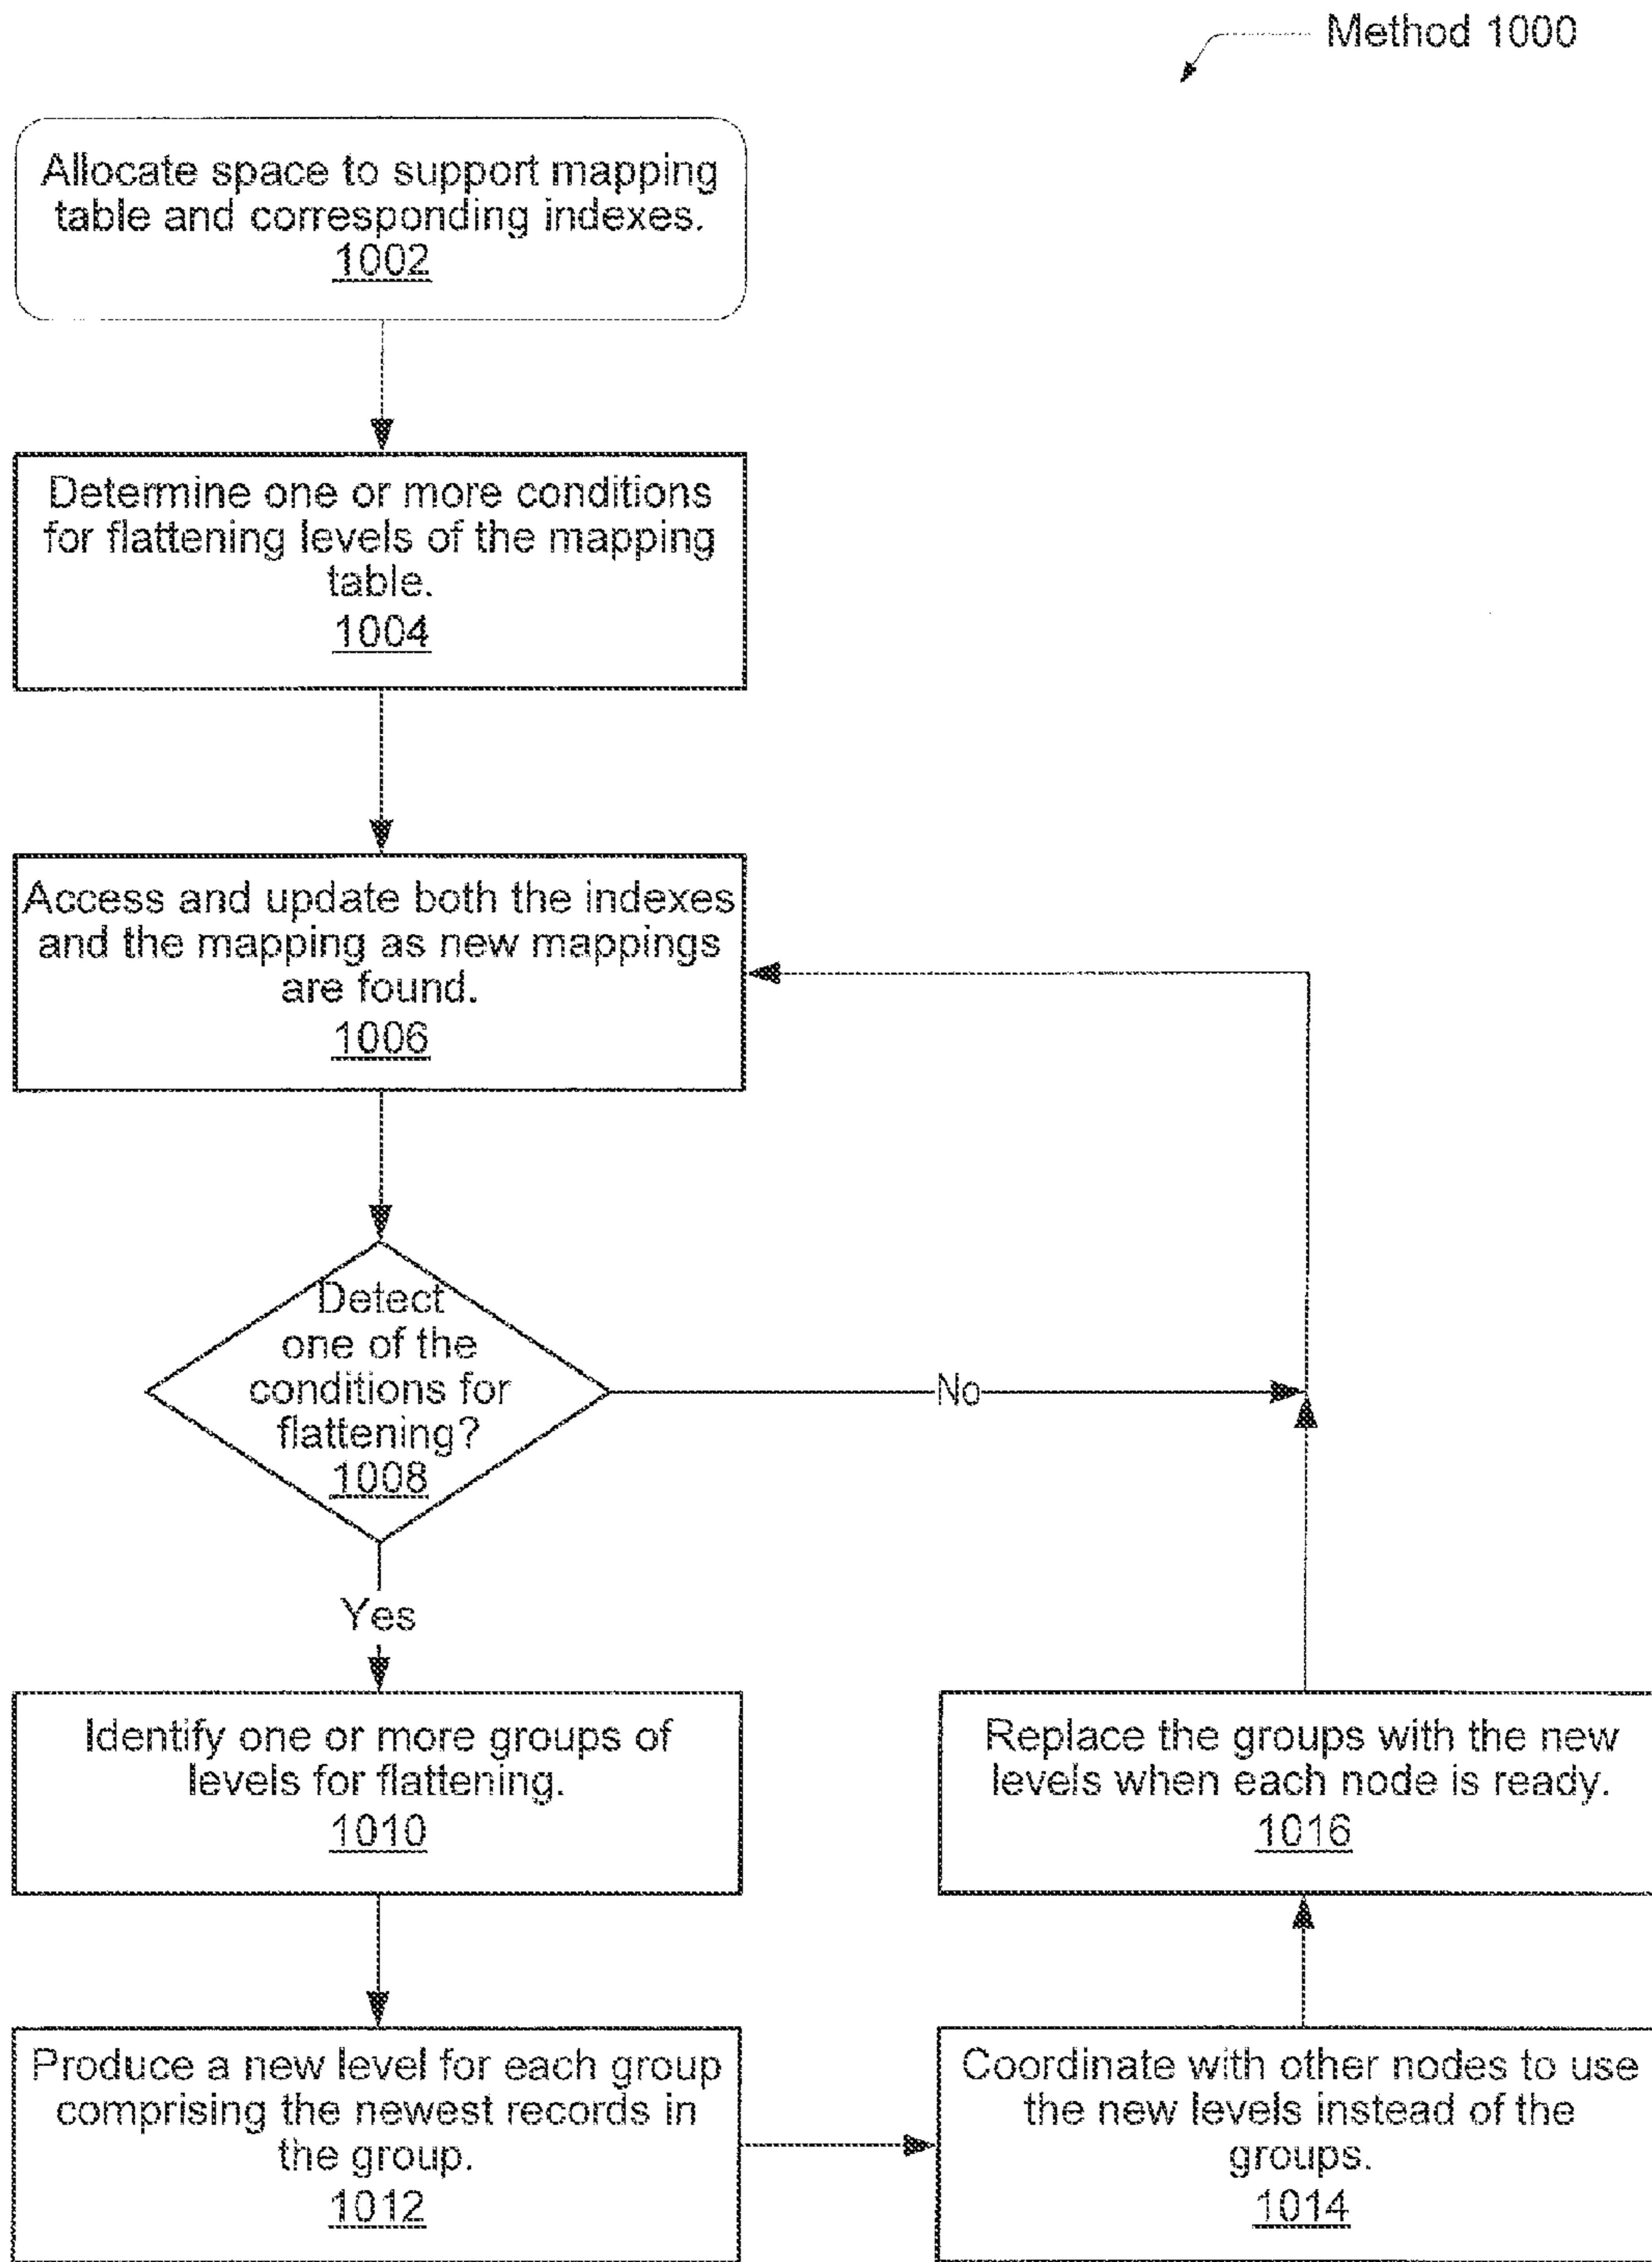 Method 1000
Allocate space to support mapping
table and corresponding indexes.
1002
Determine one or more conditions
for flattening levels of the mapping
table.
1004
Access and update both the indexes
and the mapping as new mappings
are found.
1006
Detect
one of the
conditions for
flattening?
1008
No
Yes
Identify one or more groups of
levels for flattening.
1010
Produce a new level for each group
comprising the newest records in
the group.
1012
Coordinate with other nodes to use
the new levels instead of the
groups.
1014
Replace the groups with the new
levels when each node is ready.
1016